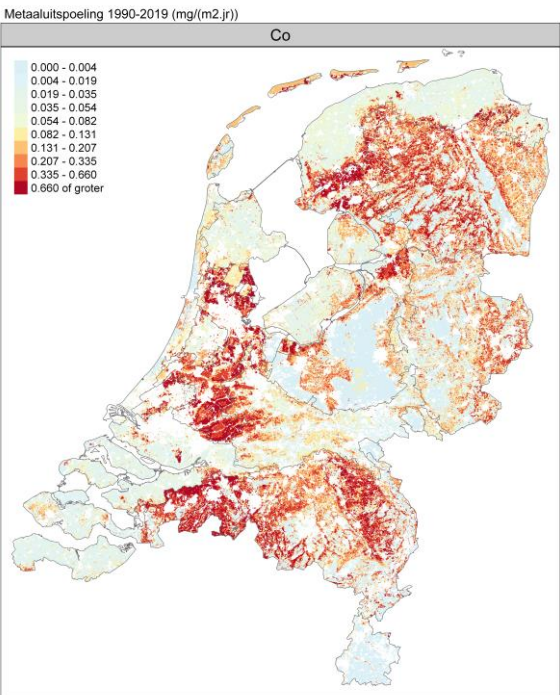 Metaaluitspoeling 1990-2019 (mg/(m2.jr))
Co
0.000 - 0.004
0.004 - 0.019
0.019 - 0.035
0.035 - 0.054
0.054 - 0.082
0.082 - 0.131
0.131 - 0.207
0.207 - 0.335
0.335 - 0.660
0.660 of groter